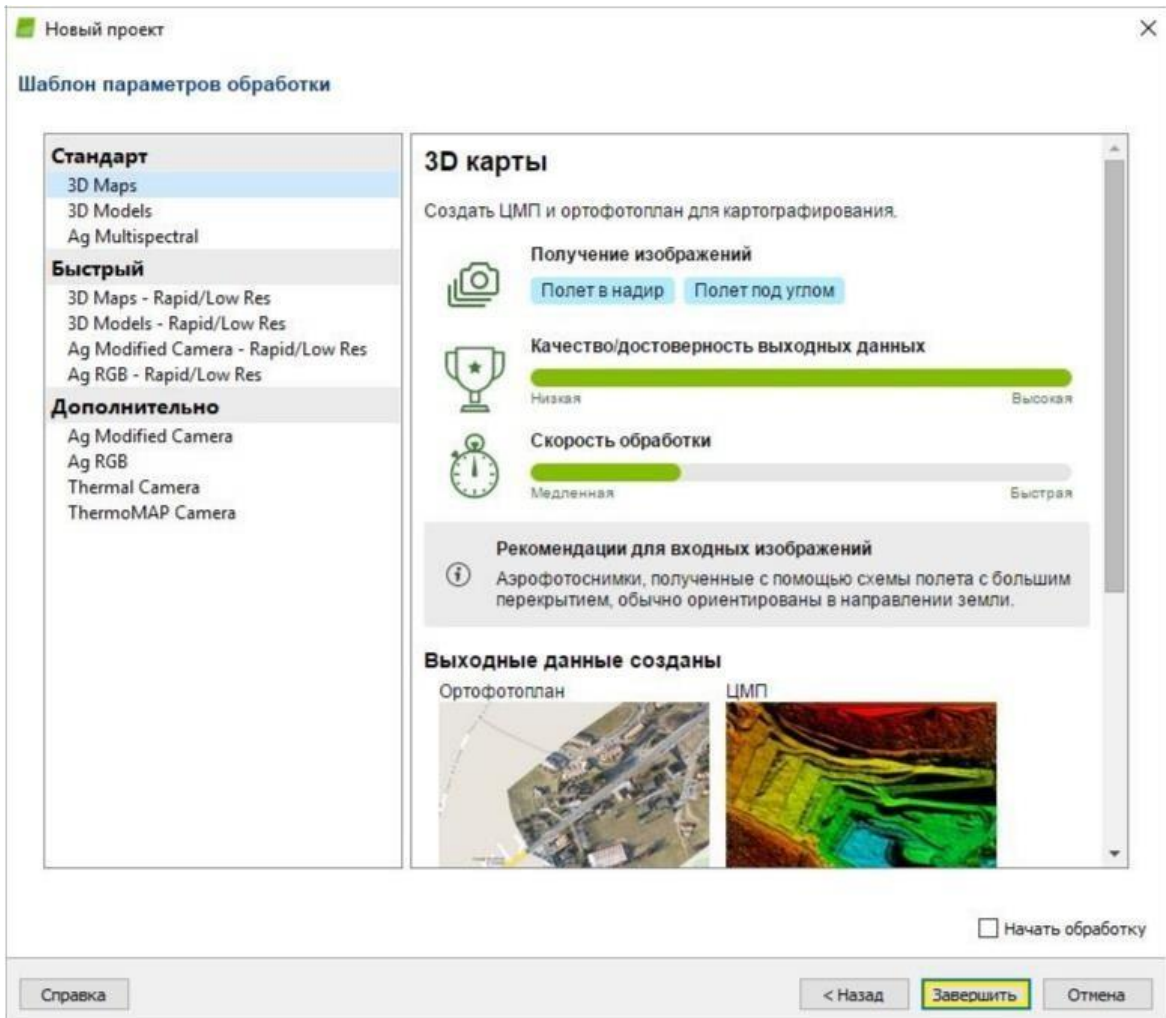 Новый проект
Шаблон параметров обработки
Стандарт
3D Maps
3D Models
Ag Multispectral
Быстрый
3D Maps - Rapid/Low Res
3D Models - Rapid/Low Res
Ag Modified Camera - Rapid/Low Res
Ag RGB - Rapid/Low Res
Дополнительно
Ag Modified Camera
Ag RGB
Thermal Camera
ThermoMAP Camera
3D карты
Создать ЦМП и ортофотоплан для картографирования.
Получение изображений
Полет в надир Полет под углом
Качество/достоверность выходных данных
Низкая Высокая
Скорость обработки
Медленная Быстрая
Рекомендации для входных изображений
Аэрофотоснимки, полученные с помощью схемы полета с большим
перекрытием, обычно ориентированы в направлении земли.
Выходные данные созданы
Ортофотоплан ЦМП
Начать обработку
Справка < Назад Завершить Отмена